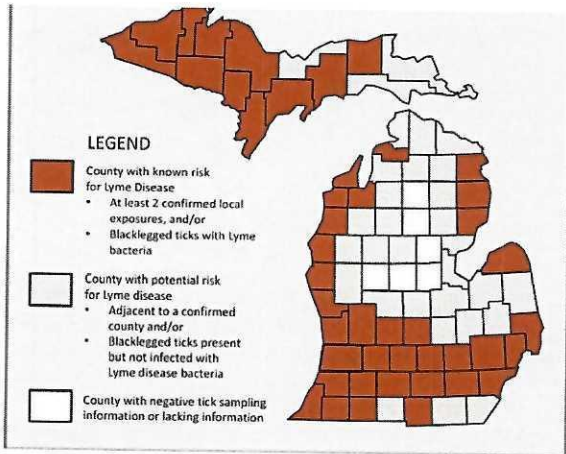 LEGEND
County with known risk
for Lyme Disease
• At least 2 confirmed local
exposures, and/or
• Blacklegged ticks with Lyme
bacteria
County with potential risk
for Lyme disease
• Adjacent to a confirmed
county and/or
• Blacklegged ticks present
but not infected with
Lyme disease bacteria
County with negative tick sampling
information or lacking information